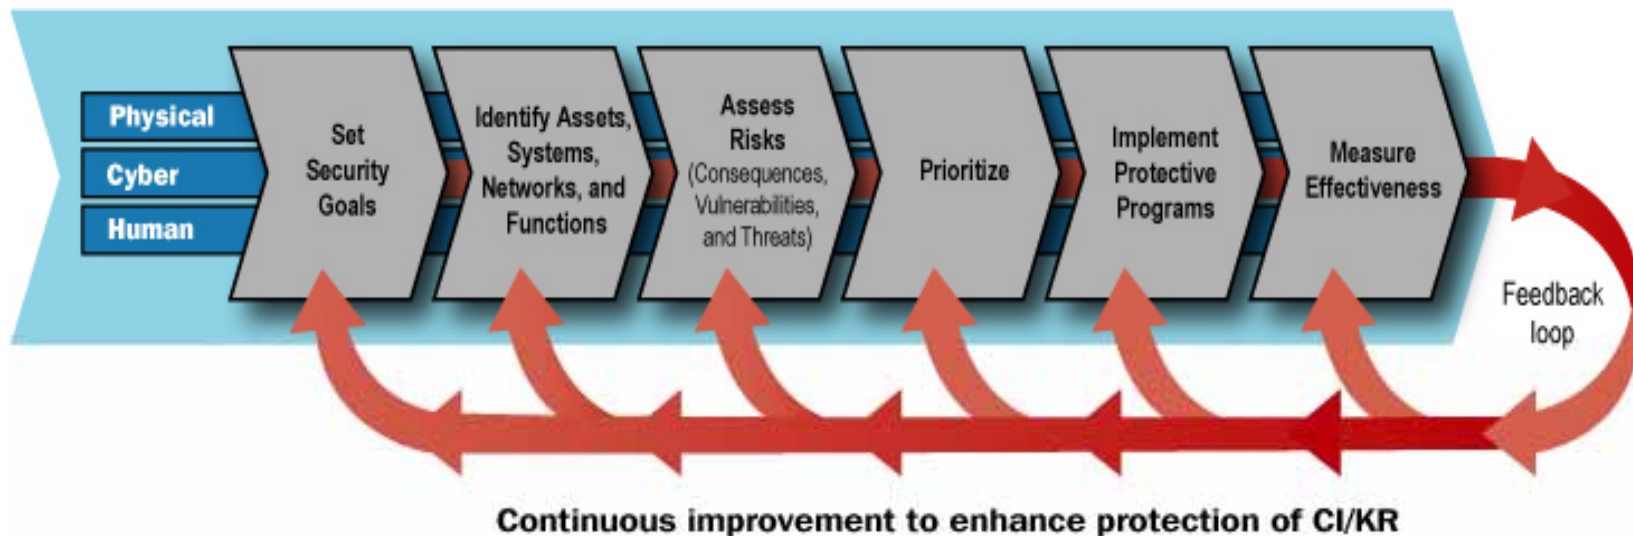 Physical
Cyber
Human
Set
Security
Goals
Identify Assets,
Systems,
Networks, and
Functions
Assess
Risks
(Consequences,
Vulnerabilities,
and Threats)
Prioritize
Implement
Protective
Programs
Measure
Effectiveness
Feedback
loop
Continuous improvement to enhance protection of CI/KR